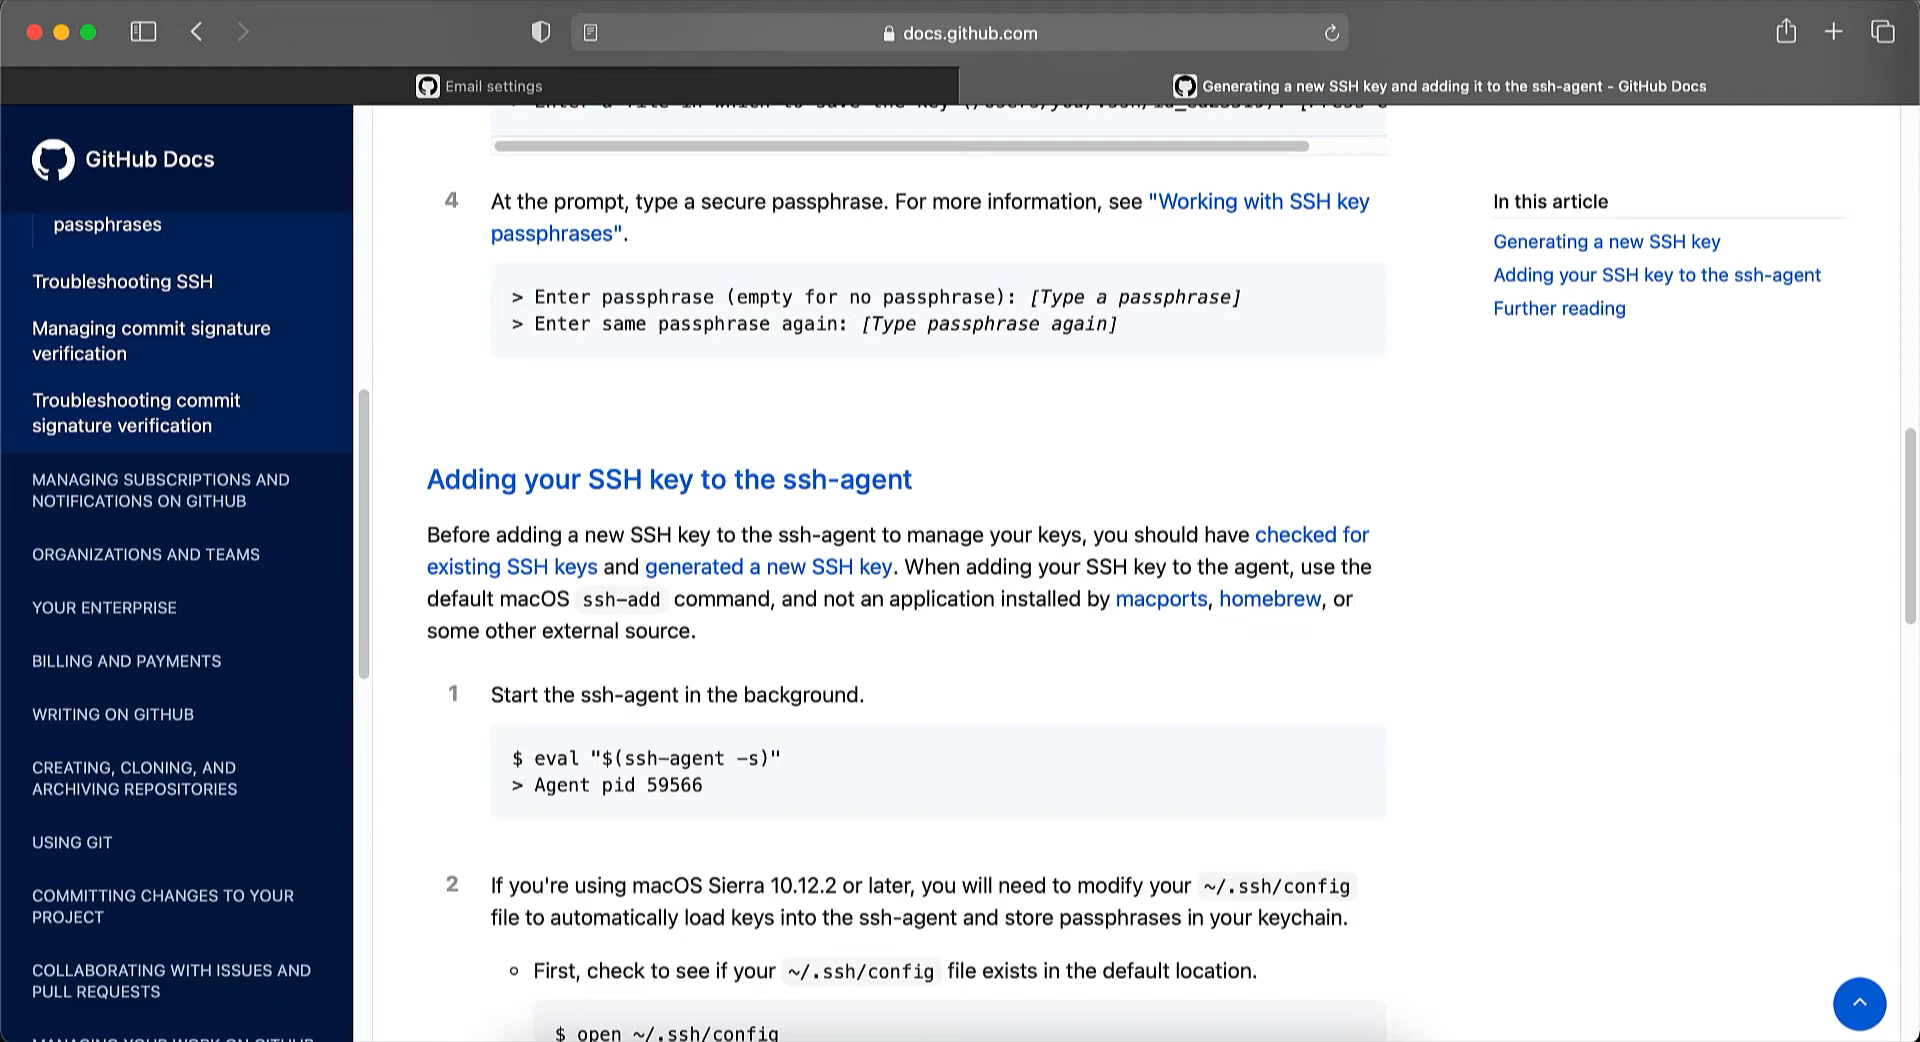 docs.github.com
Email settings
Generating a new SSH key and adding it to the ssh-agent - GitHub Docs
GitHub Docs
passphrases
Troubleshooting SSH
Managing commit signature
verification
Troubleshooting commit
signature verification
MANAGING SUBSCRIPTIONS AND
NOTIFICATIONS ON GITHUB
ORGANIZATIONS AND TEAMS
YOUR ENTERPRISE
BILLING AND PAYMENTS
WRITING ON GITHUB
CREATING, CLONING, AND
ARCHIVING REPOSITORIES
USING GIT
COMMITTING CHANGES TO YOUR
PROJECT
COLLABORATING WITH ISSUES AND
PULL REQUESTS
MANAGING YOUR WORK ON GITHUB
4 At the prompt, type a secure passphrase. For more information, see "Working with SSH key
passphrases".
> Enter passphrase (empty for no passphrase): [Type a passphrase]
> Enter same passphrase again: [Type passphrase again]
Adding your SSH key to the ssh-agent
Before adding a new SSH key to the ssh-agent to manage your keys, you should have checked for
existing SSH keys and generated a new SSH key. When adding your SSH key to the agent, use the
default macOS ssh-add command, and not an application installed by macports, homebrew, or
some other external source.
1 Start the ssh-agent in the background.
$ eval "$(ssh-agent -s)"
> Agent pid 59566
2 If you're using macOS Sierra 10.12.2 or later, you will need to modify your ~/.ssh/config
file to automatically load keys into the ssh-agent and store passphrases in your keychain.
First, check to see if your ~/.ssh/config file exists in the default location.
$ open ~/.ssh/config
In this article
Generating a new SSH key
Adding your SSH key to the ssh-agent
Further reading